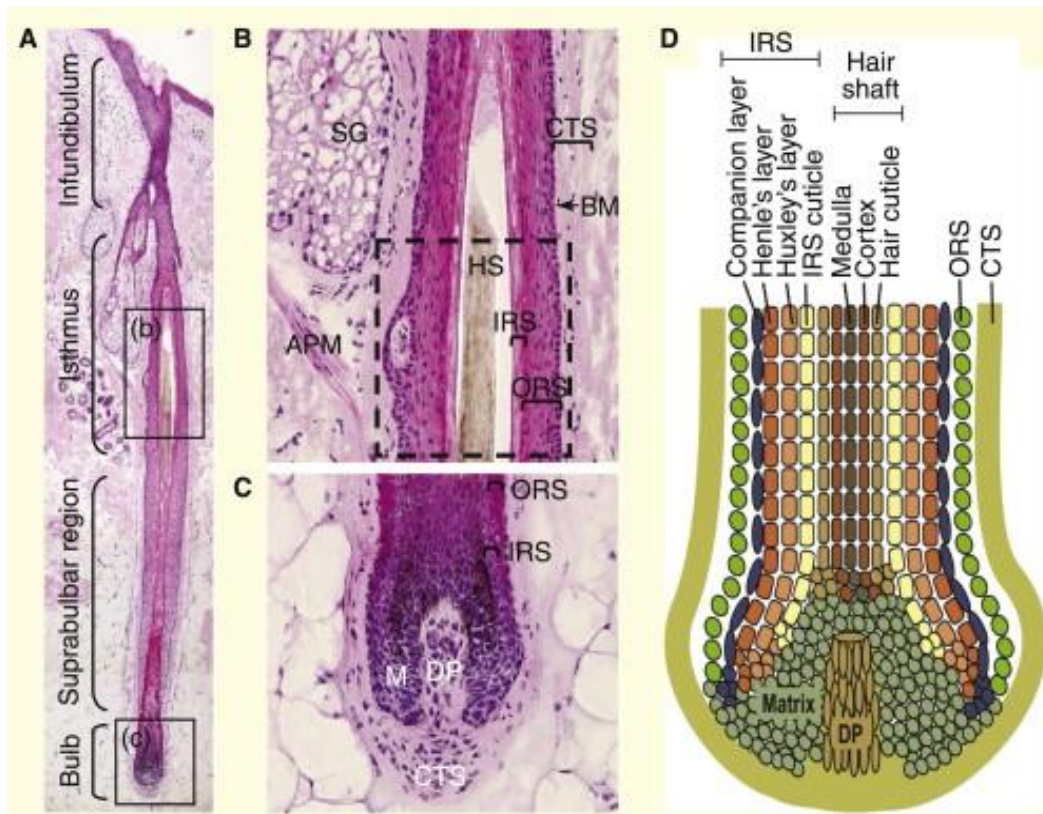 A
Infundibulum
Isthmus
Suprabulbar region
Bulb
(b)
(c)
B
SG
CTS
BM
HS
IRS
APM
ORS
C
ORS
IRS
M
DP
CTS
D
IRS
Hair
shaft
Companion layer
Henle's layer
Huxley's layer
IRS cuticle
Medulla
Cortex
Hair cuticle
ORS
CTS
Matrix
DP